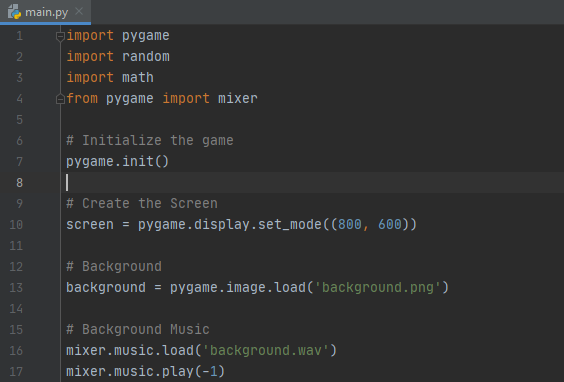 main.py
1 import pygame
2 import random
3 import math
4 from pygame import mixer
5
6 # Initialize the game
7 pygame.init()
8
9 # Create the Screen
10 screen = pygame.display.set_mode((800, 600))
11
12 # Background
13 background = pygame.image.load('background.png')
14
15 # Background Music
16 mixer.music.load('background.wav')
17 mixer.music.play(-1)